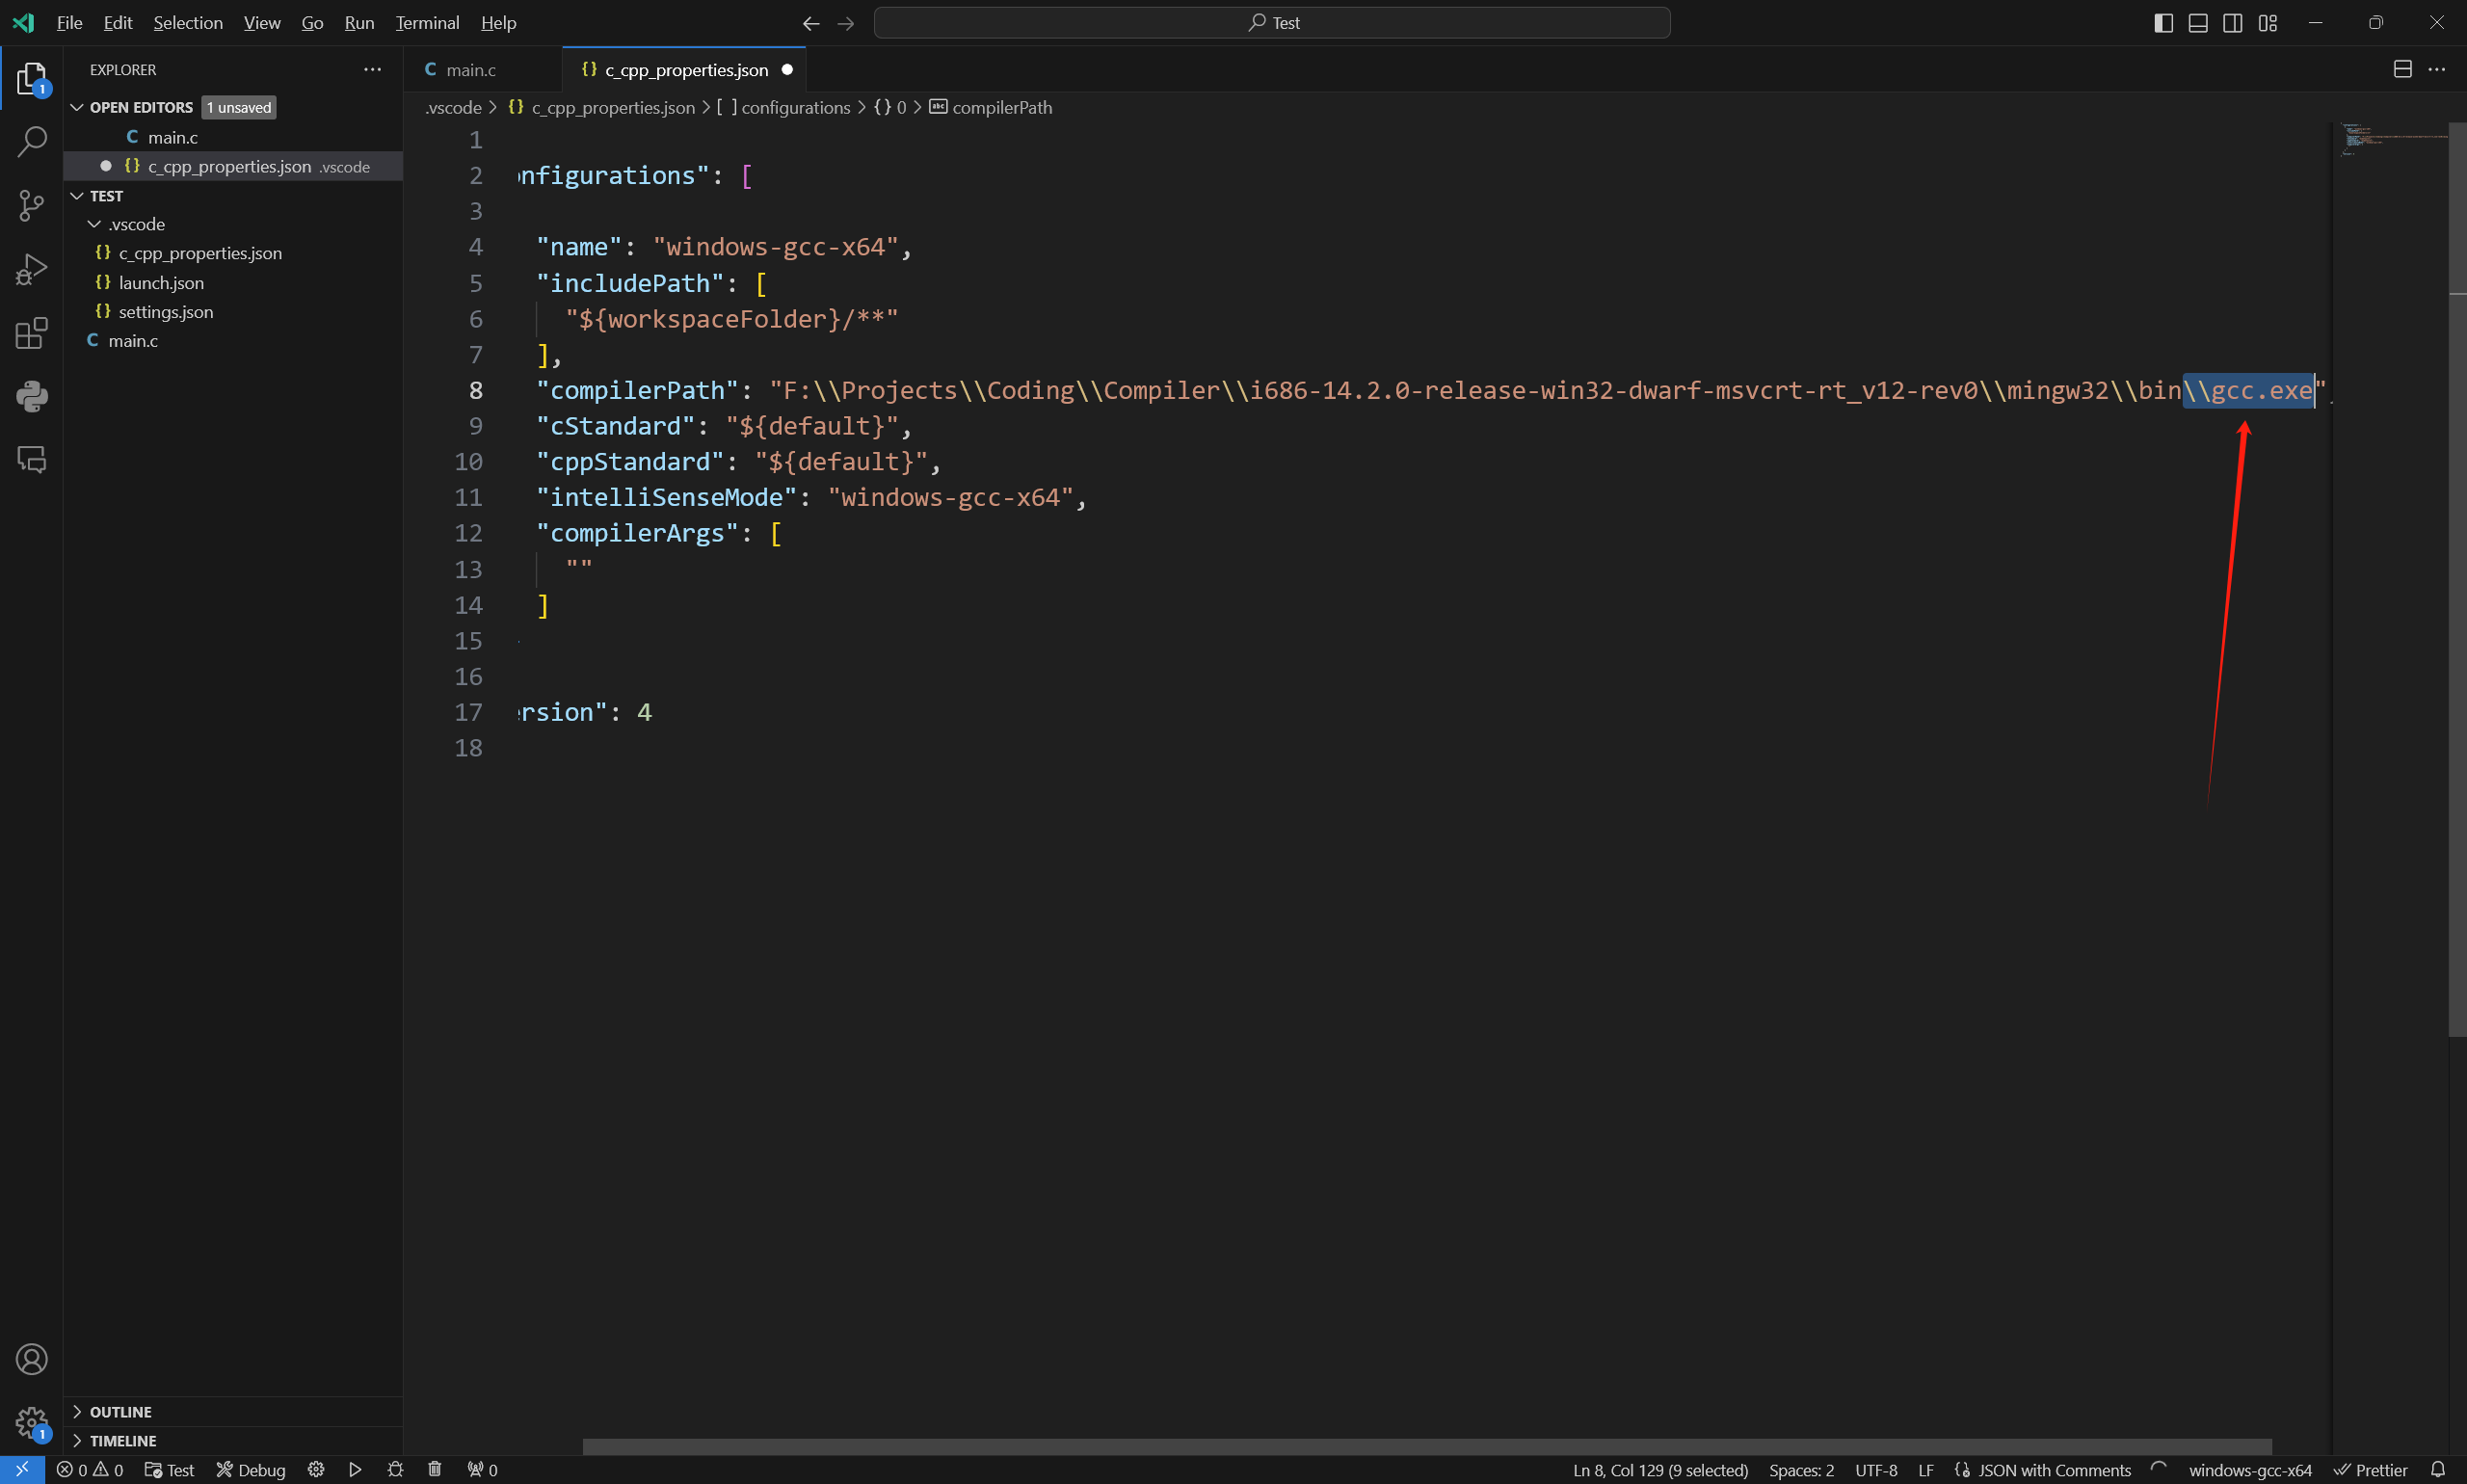 File Edit Selection View Go Run Terminal Help
Test
EXPLORER
OPEN EDITORS 1 unsaved
main.c
c_cpp_properties.json .vscode
TEST
.vscode
c_cpp_properties.json
launch.json
settings.json
main.c
OUTLINE
TIMELINE
main.c
c_cpp_properties.json
.vscode > {} c_cpp_properties.json > [ ] configurations > {} 0 > abc compilerPath
1
2 onfigurations": [
3
4 "name": "windows-gcc-x64",
5 "includePath": [
6 "${workspaceFolder}/**"
7 ],
8 "compilerPath": "F:\\Projects\\Coding\\Compiler\\i686-14.2.0-release-win32-dwarf-msvcrt-rt_v12-rev0\\mingw32\\bin\\gcc.exe",
9 "cStandard": "${default}",
10 "cppStandard": "${default}",
11 "intelliSenseMode": "windows-gcc-x64",
12 "compilerArgs": [
13 ""
14 ]
15
16
17 ersion": 4
18
0 0 Test Debug 0
Ln 8, Col 129 (9 selected) Spaces: 2 UTF-8 LF JSON with Comments windows-gcc-x64 Prettier